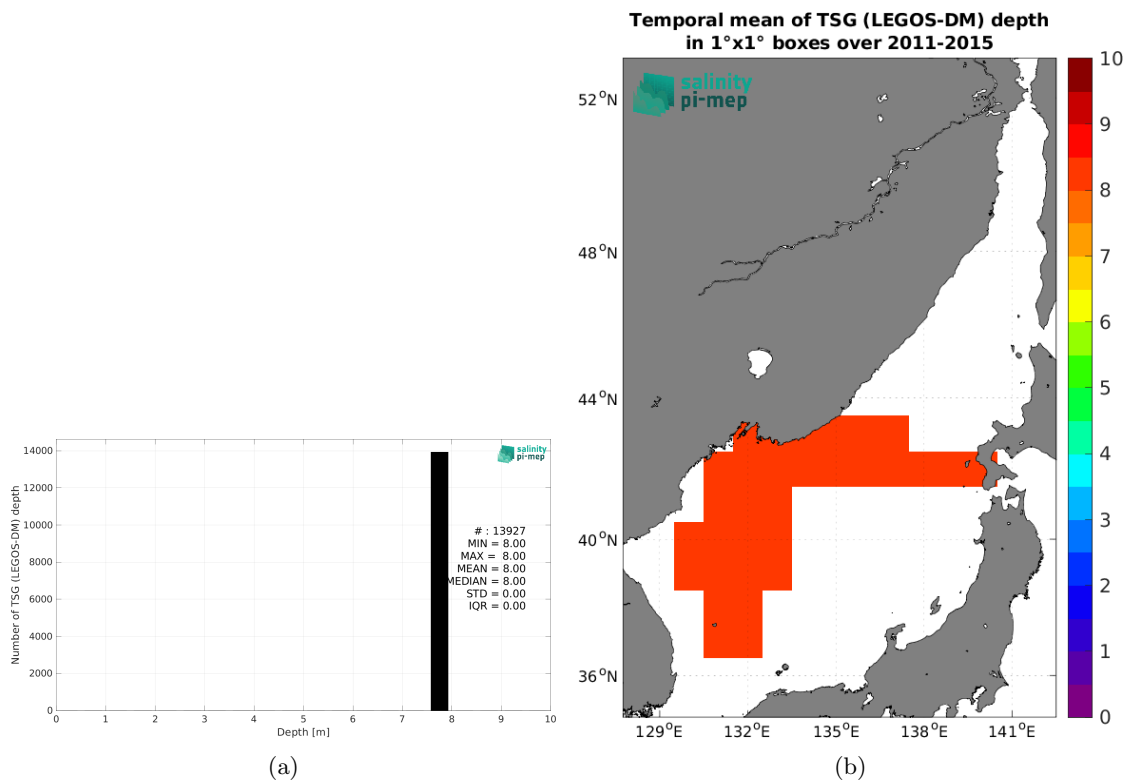 Temporal mean of TSG (LEGOS-DM) depth
in 1°x1° boxes over 2011-2015
salinity
pi-mep
52°N
48°N
44°N
40°N
36°N
129°E
132°E
135°E
138°E
141°E
10
9
8
7
6
5
4
3
2
1
0
salinity
pi-mep
14000
12000
10000
8000
6000
4000
2000
0
Number of TSG (LEGOS-DM) depth
# : 13927
MIN = 8.00
MAX = 8.00
MEAN = 8.00
MEDIAN = 8.00
STD = 0.00
IQR = 0.00
0 1 2 3 4 5 6 7 8 9 10
Depth [m]
(a)
(b)